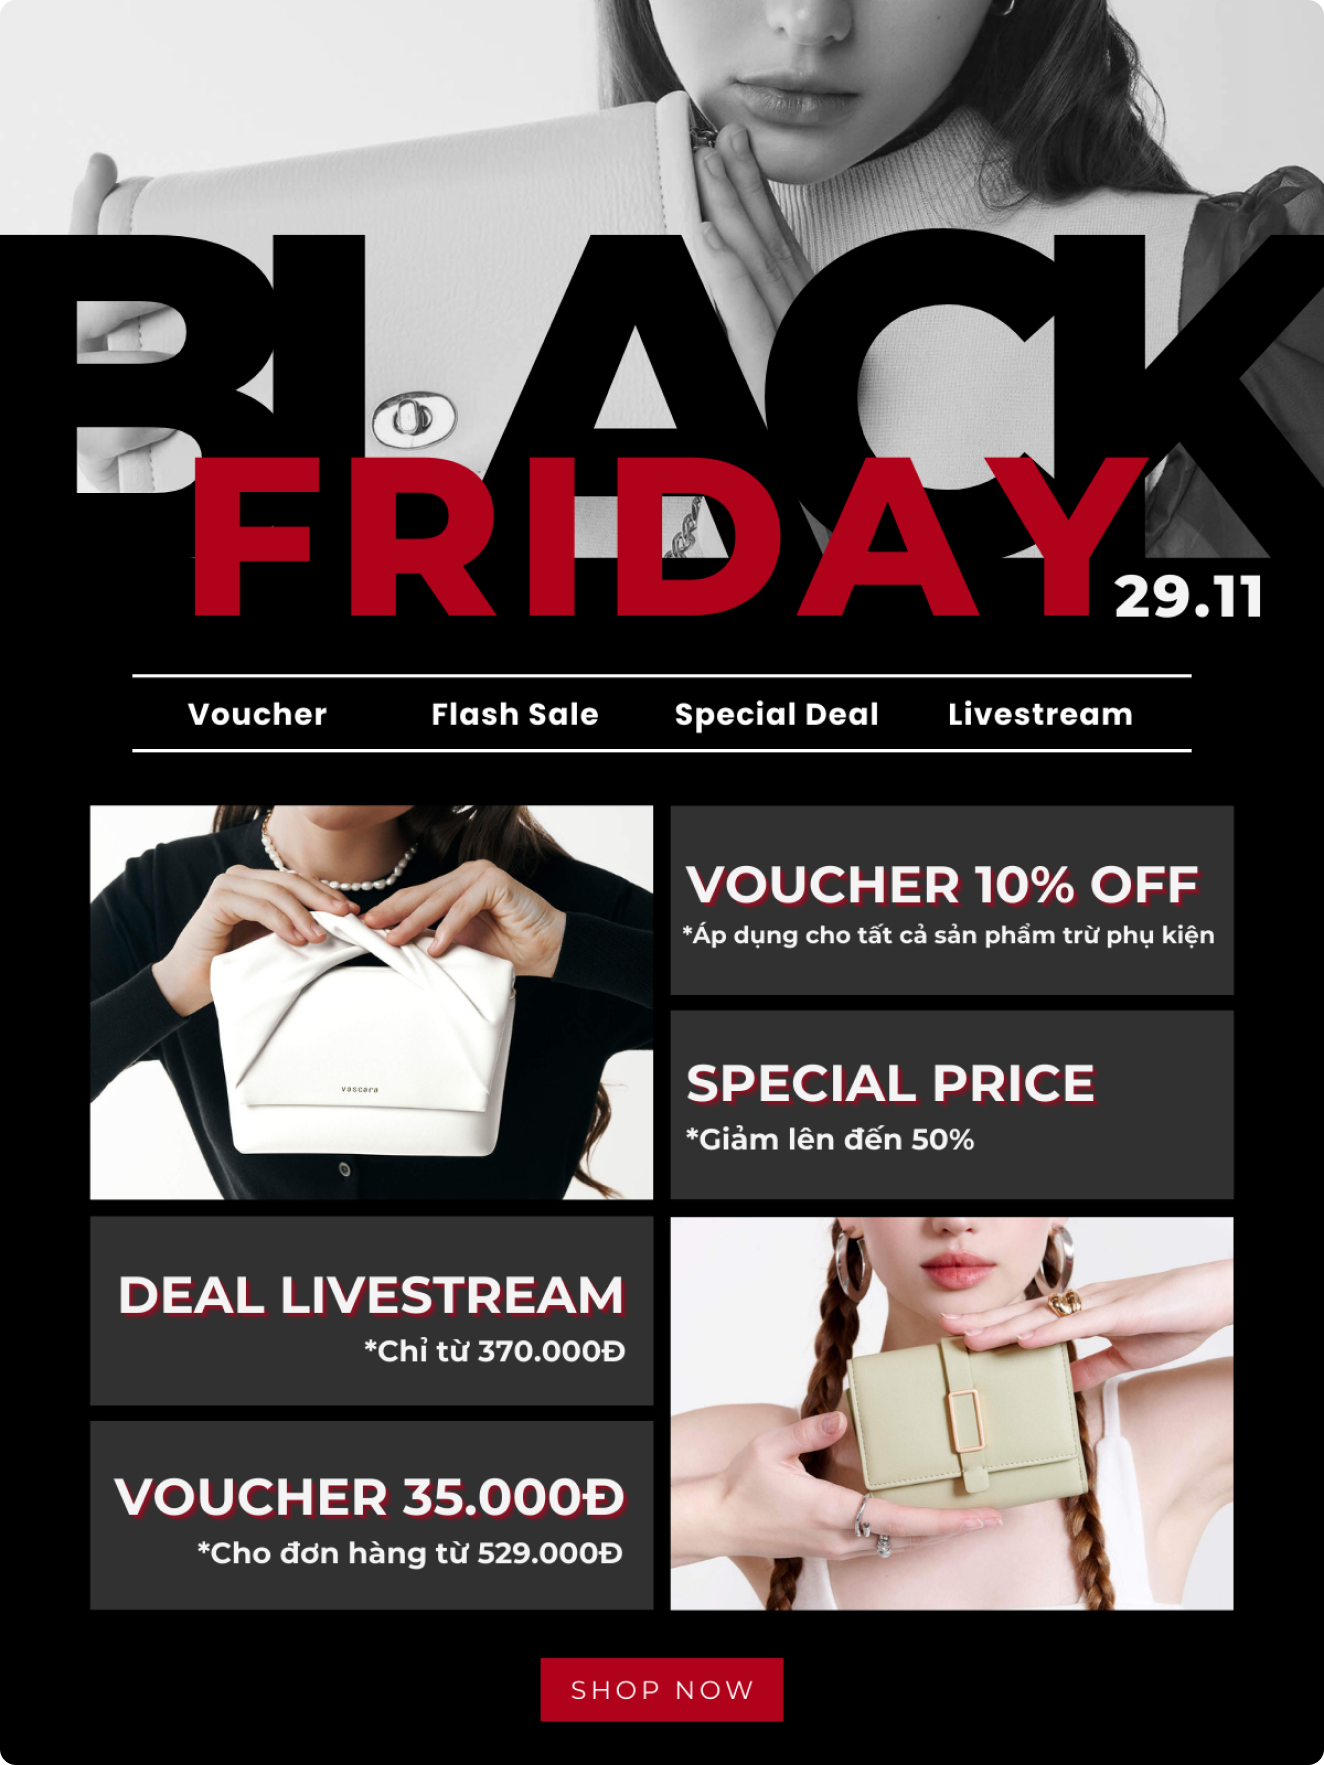 BLACK
FRIDAY
29.11
Voucher Flash Sale Special Deal Livestream
vascara
VOUCHER 10% OFF
*Áp dụng cho tất cả sản phẩm trừ phụ kiện
SPECIAL PRICE
*Giảm lên đến 50%
DEAL LIVESTREAM
*Chỉ từ 370.000Đ
VOUCHER 35.000Đ
*Cho đơn hàng từ 529.000Đ
SHOP NOW